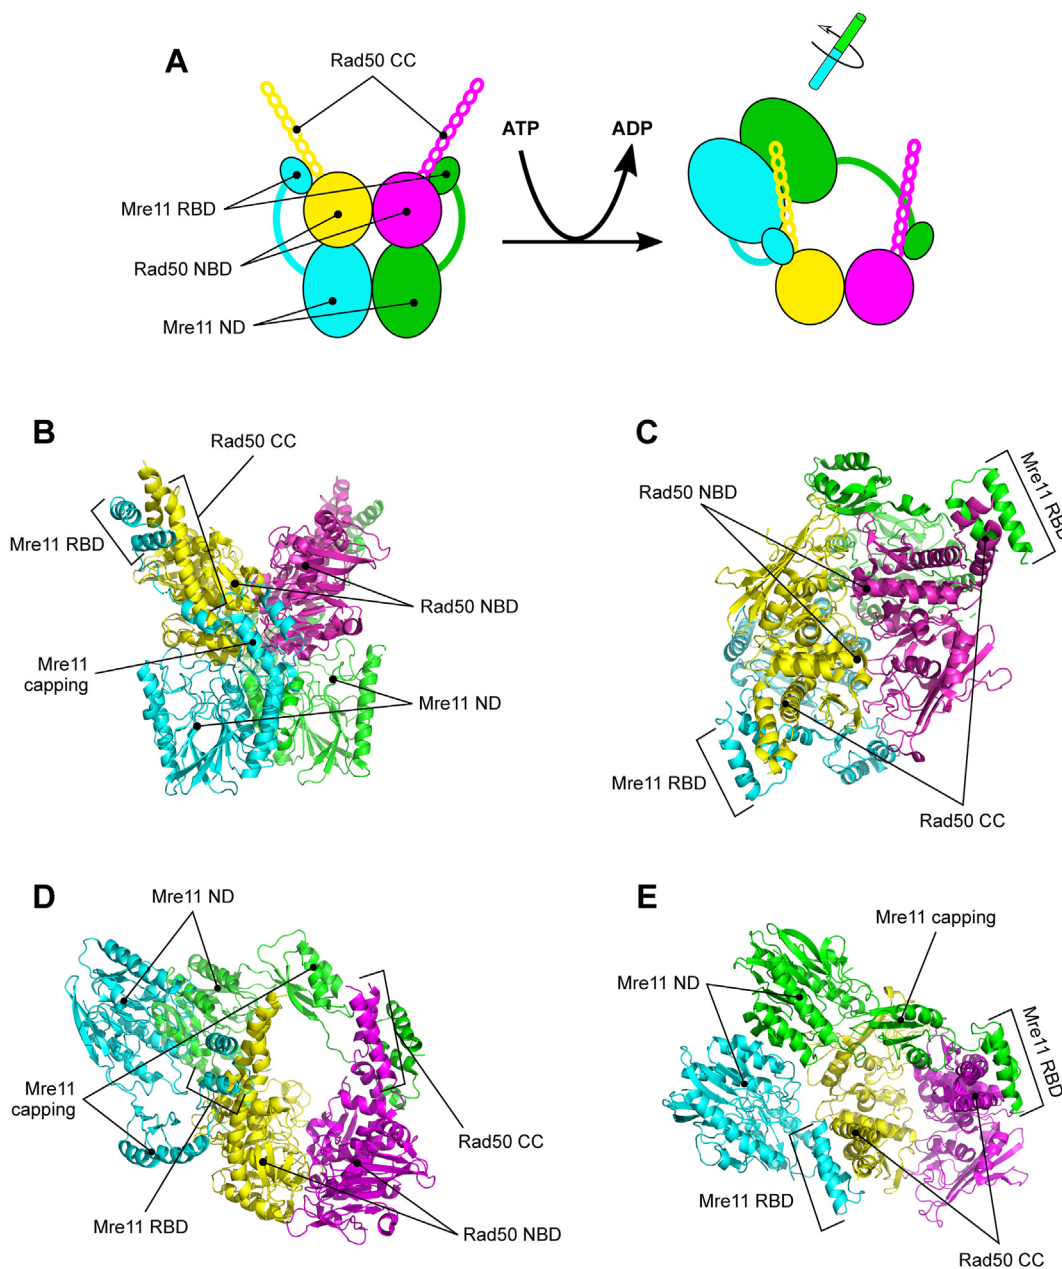 A
Rad50 CC
ATP
ADP
Mre11 RBD
Rad50 NBD
Mre11 ND
B
Rad50 CC
Mre11 RBD
Rad50 NBD
Mre11
capping
Mre11 ND
C
Rad50 NBD
Mre11 RBD
Mre11 RBD
Rad50 CC
D
Mre11 ND
Mre11
capping
Rad50 CC
Mre11 RBD
Rad50 NBD
E
Mre11 capping
Mre11 ND
Mre11 RBD
Mre11 RBD
Rad50 CC